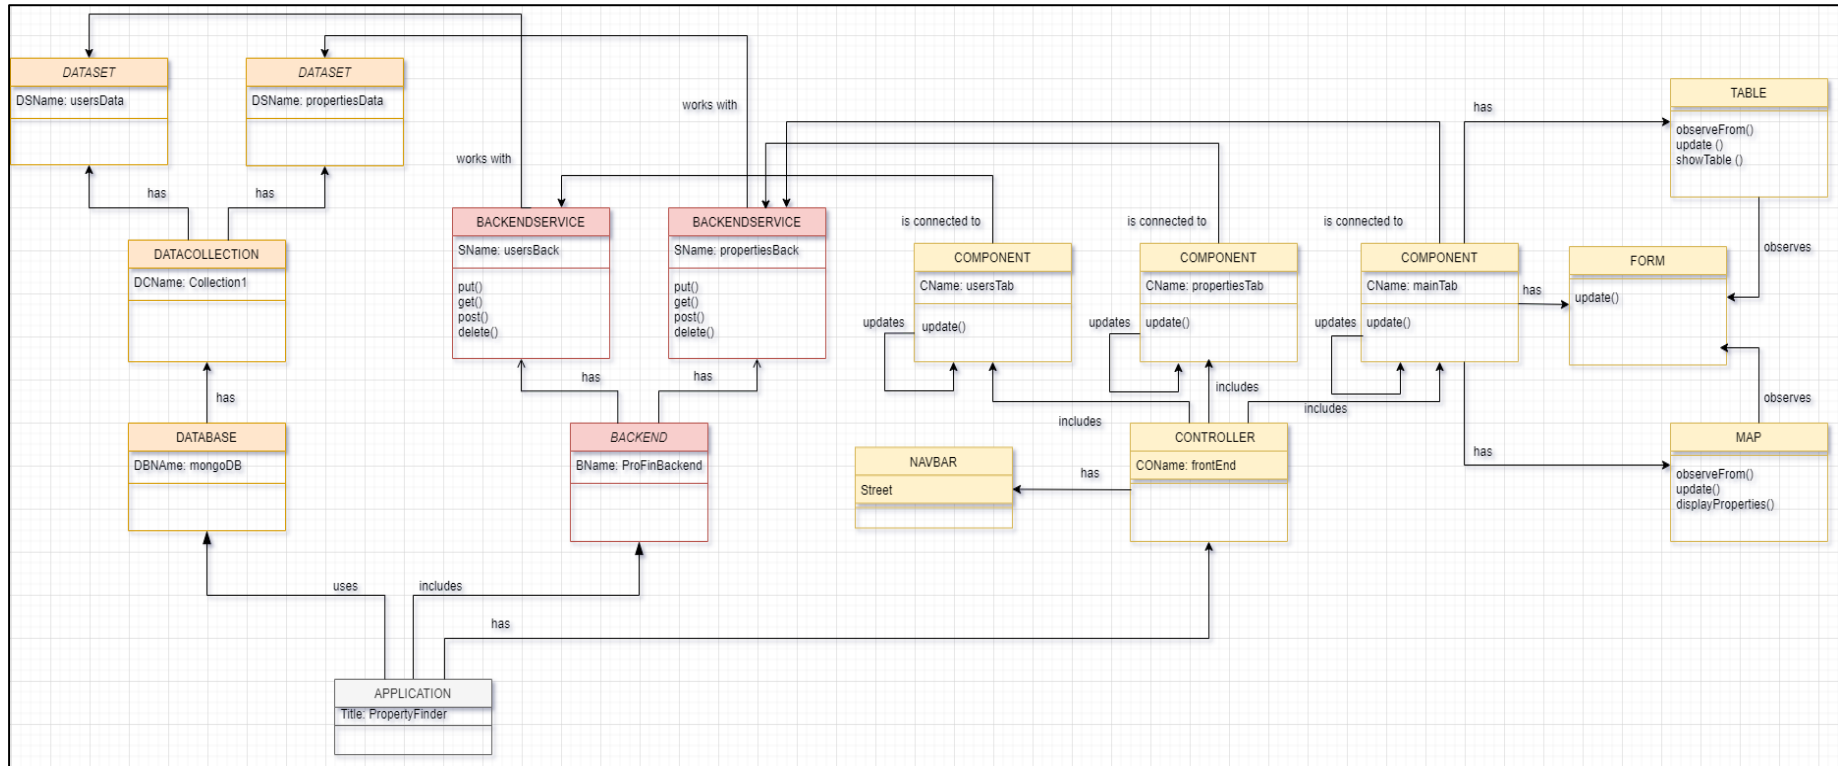 DATASET
DSName: usersData
DATASET
DSName: propertiesData
works with
works with
has
has
DATACOLLECTION
DCName: Collection1
has
DATABASE
DBNAme: mongoDB
BACKENDSERVICE
SName: usersBack
put()
get()
post()
delete()
BACKENDSERVICE
SName: propertiesBack
put()
get()
post()
delete()
has
has
BACKEND
BName: ProFinBackend
is connected to
is connected to
is connected to
COMPONENT
CName: usersTab
update()
updates
COMPONENT
CName: propertiesTab
update()
updates
COMPONENT
CName: mainTab
update()
updates
has
has
has
TABLE
observeFrom()
update ()
showTable ()
observes
FORM
update()
observes
MAP
observeFrom()
update()
displayProperties()
includes
includes
includes
CONTROLLER
COName: frontEnd
has
NAVBAR
Street
uses
includes
has
APPLICATION
Title: PropertyFinder